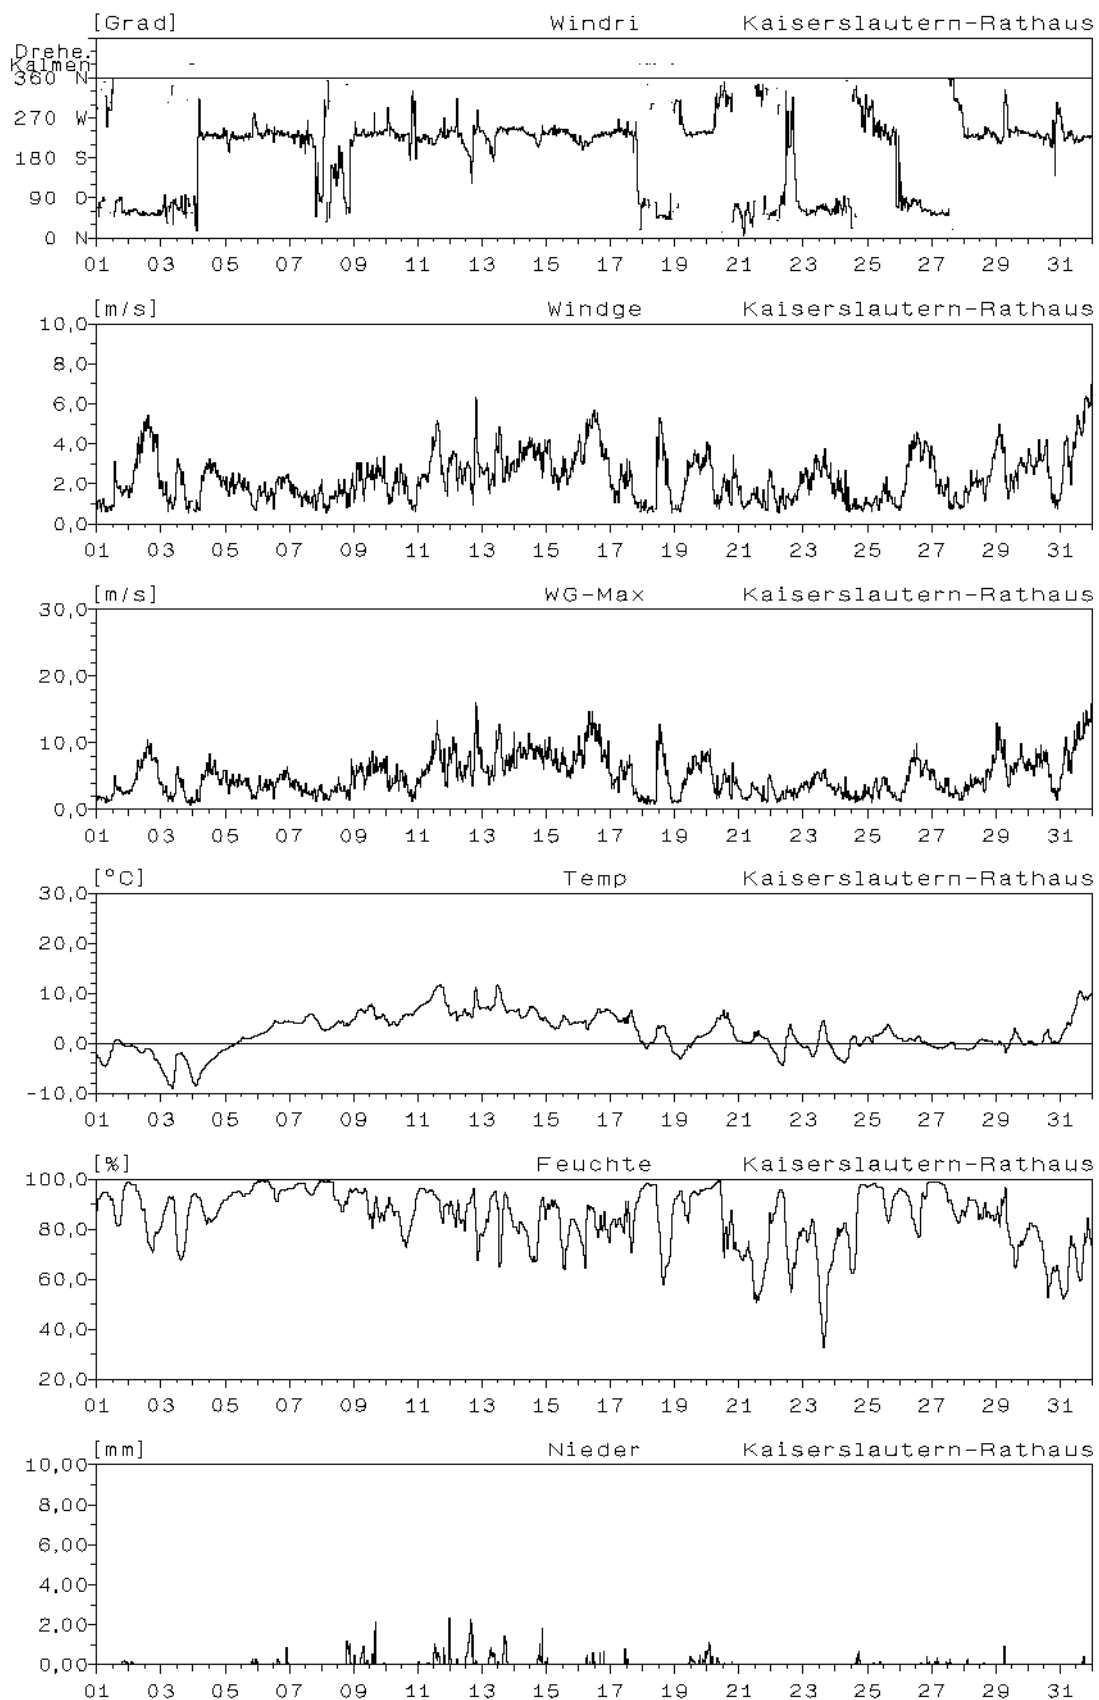 [Grad] Windri Kaiserslautern-Rathaus
Drehe.
Kalmen
360 N
270 W
180 S
90 O
0 N
01 03 05 07 09 11 13 15 17 19 21 23 25 27 29 31
[m/s] Windge Kaiserslautern-Rathaus
10,0
8,0
6,0
4,0
2,0
0,0
01 03 05 07 09 11 13 15 17 19 21 23 25 27 29 31
[m/s] WG-Max Kaiserslautern-Rathaus
30,0
20,0
10,0
0,0
01 03 05 07 09 11 13 15 17 19 21 23 25 27 29 31
[°C] Temp Kaiserslautern-Rathaus
30,0
20,0
10,0
0,0
-10,0
01 03 05 07 09 11 13 15 17 19 21 23 25 27 29 31
[%] Feuchte Kaiserslautern-Rathaus
100,0
80,0
60,0
40,0
20,0
01 03 05 07 09 11 13 15 17 19 21 23 25 27 29 31
[mm] Nieder Kaiserslautern-Rathaus
10,00
8,00
6,00
4,00
2,00
0,00
01 03 05 07 09 11 13 15 17 19 21 23 25 27 29 31